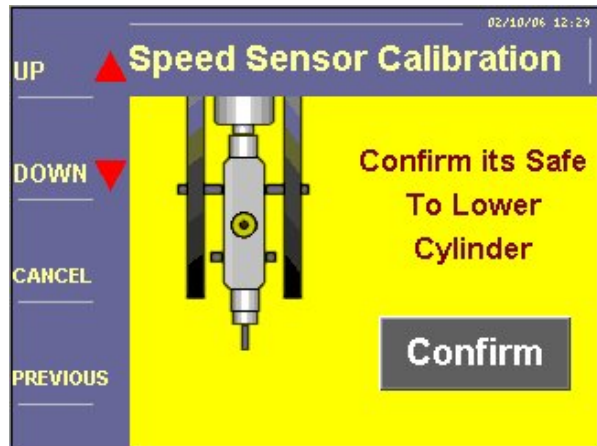 02/10/06 12:29
Speed Sensor Calibration
UP
DOWN
CANCEL
PREVIOUS
Confirm its Safe
To Lower
Cylinder
Confirm